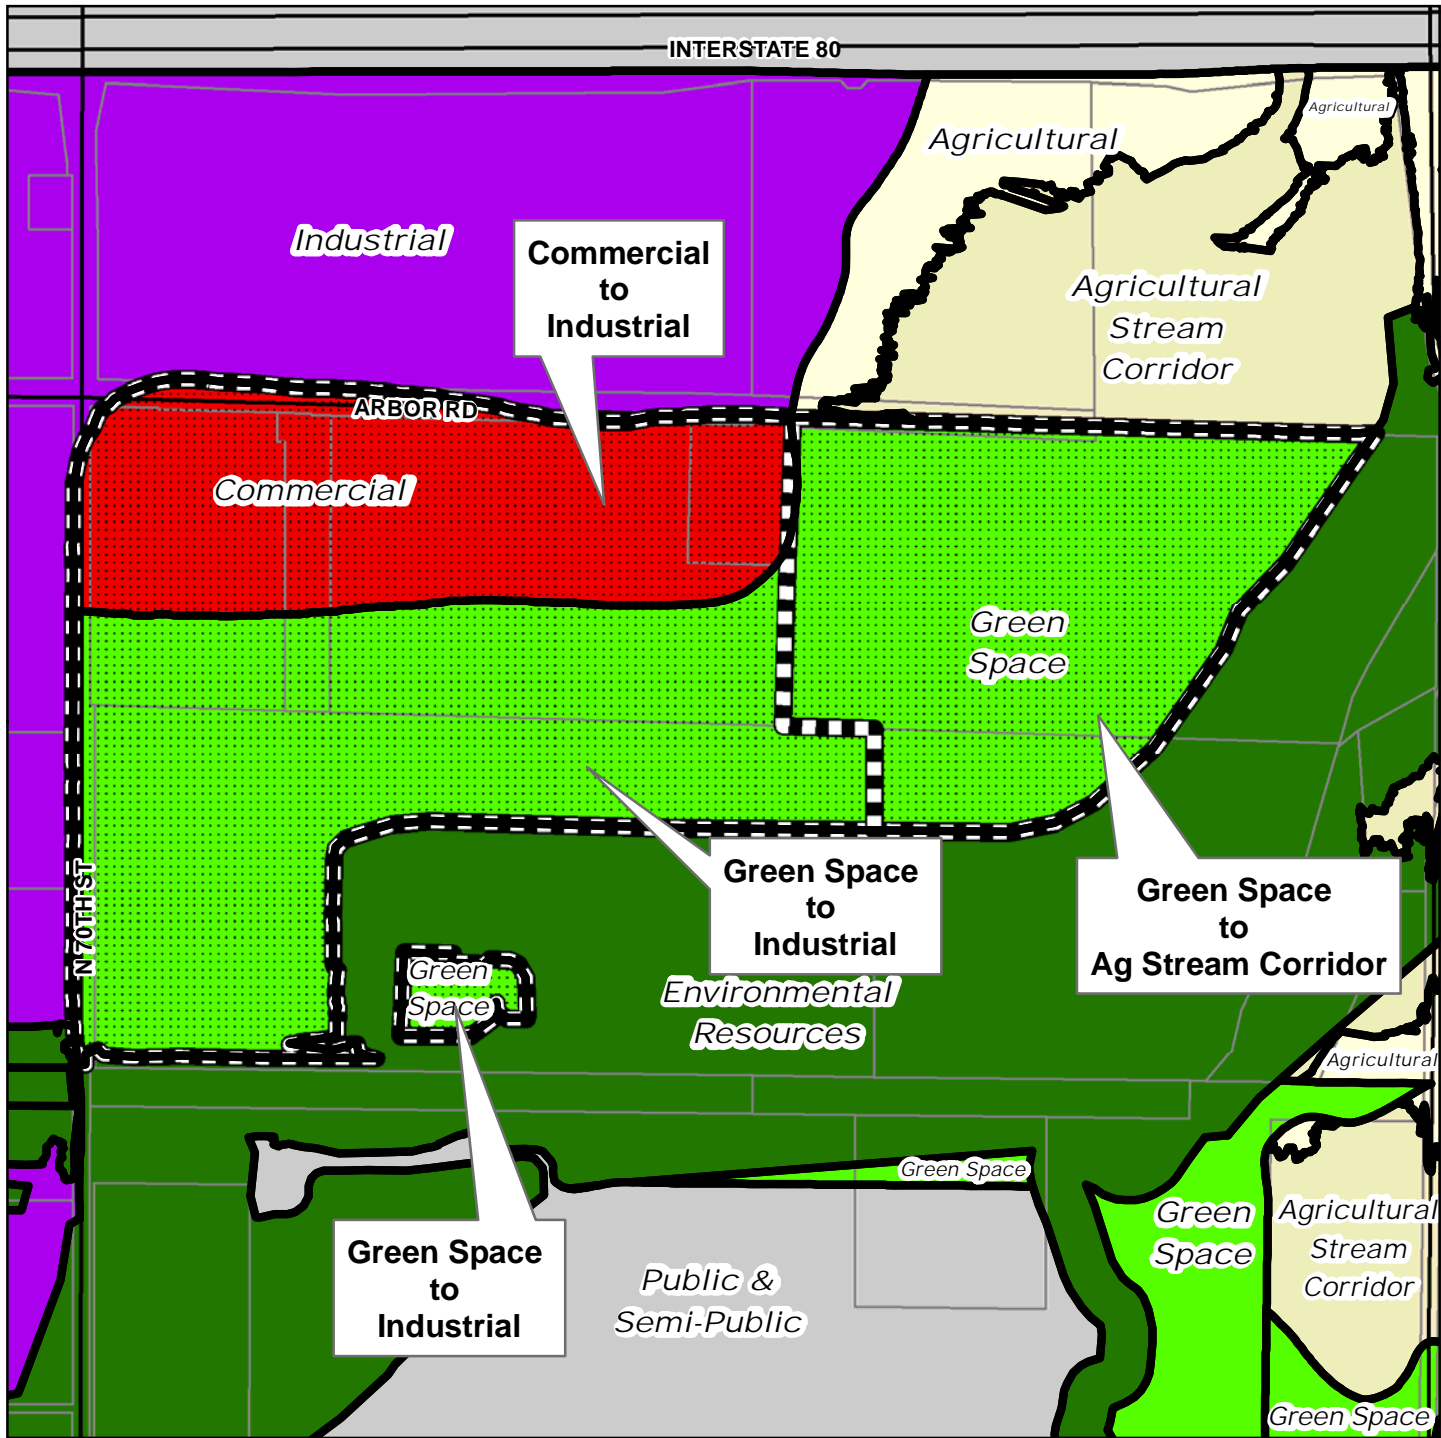 INTERSTATE 80
Agricultural
Agricultural
Industrial
Commercial
to
Industrial
Agricultural
Stream
Corridor
ARBOR RD
Commercial
Green
Space
Green Space
to
Industrial
Green Space
to
Ag Stream Corridor
N 70TH ST
Green
Space
Environmental
Resources
Agricultural
Green Space
Green
Space
Agricultural
Stream
Corridor
Green Space
to
Industrial
Public &
Semi-Public
Green Space